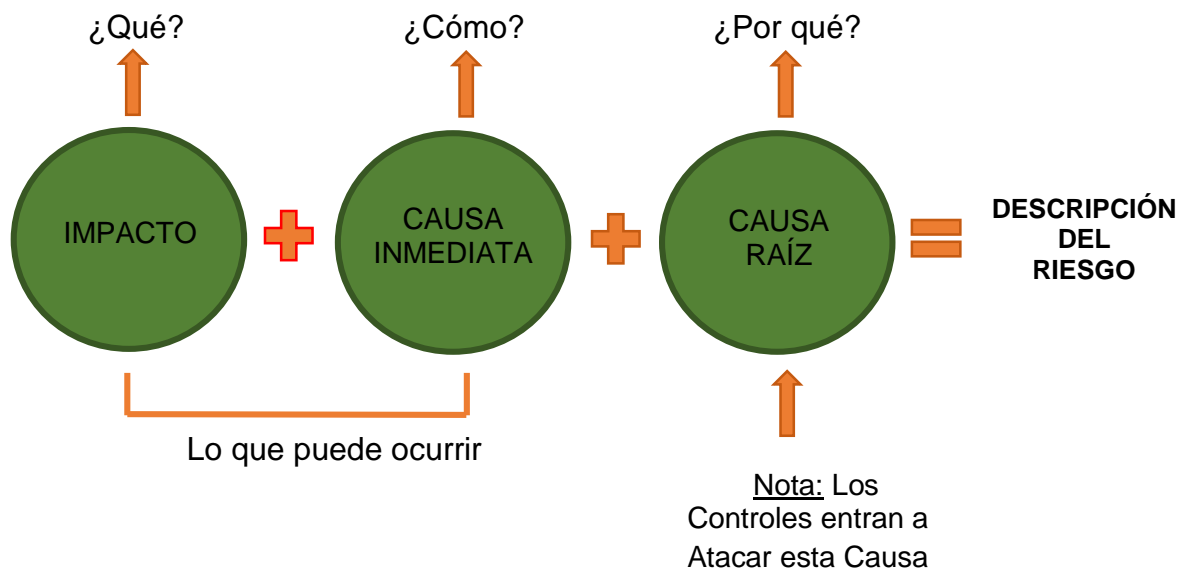 ¿Qué?
¿Cómo?
¿Por qué?
IMPACTO
CAUSA
INMEDIATA
CAUSA
RAÍZ
DESCRIPCIÓN
DEL
RIESGO
Lo que puede ocurrir
Nota: Los
Controles entran a
Atacar esta Causa